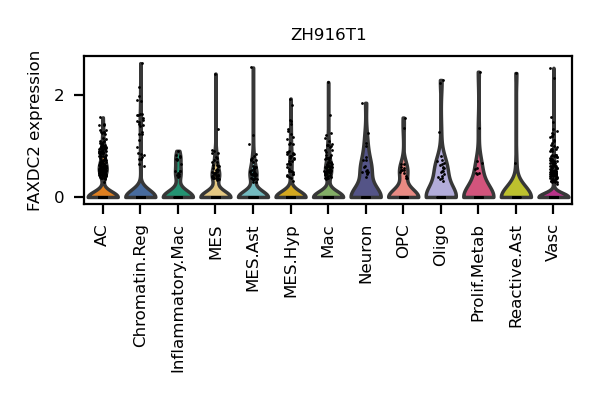 ZH916T1
FAXDC2 expression
2
0
AC
Chromatin.Reg
Inflammatory.Mac
MES
MES.Ast
MES.Hyp
Mac
Neuron
OPC
Oligo
Prolif.Metab
Reactive.Ast
Vasc